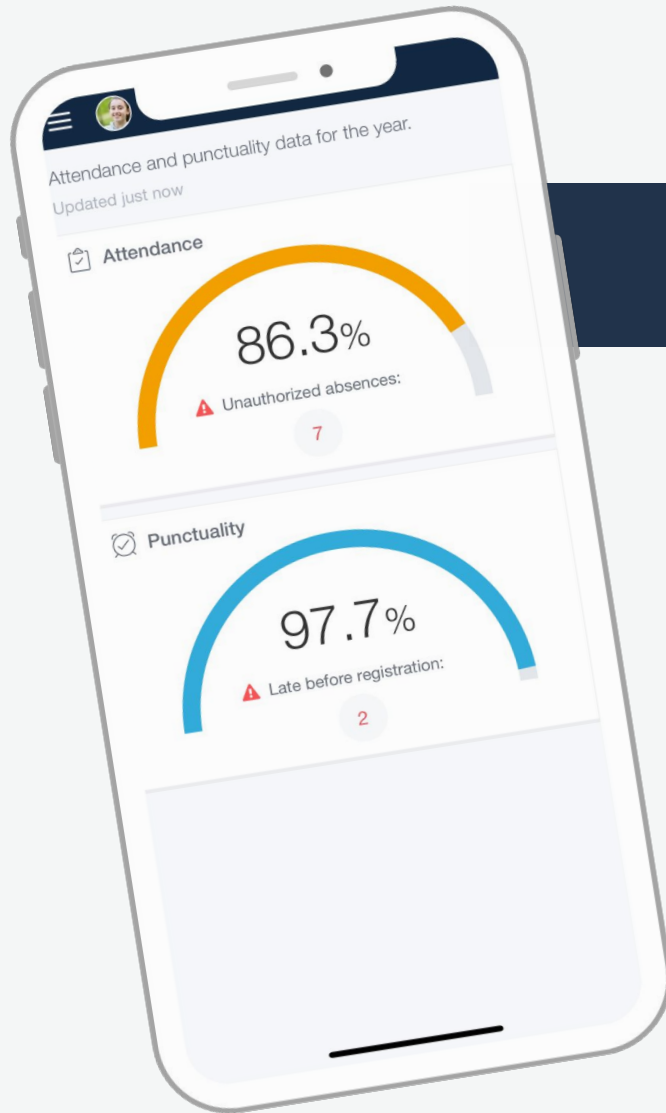 Attendance and punctuality data for the year.
Updated just now
Attendance
86.3%
Unauthorized absences:
7
Punctuality
97.7%
Late before registration:
2